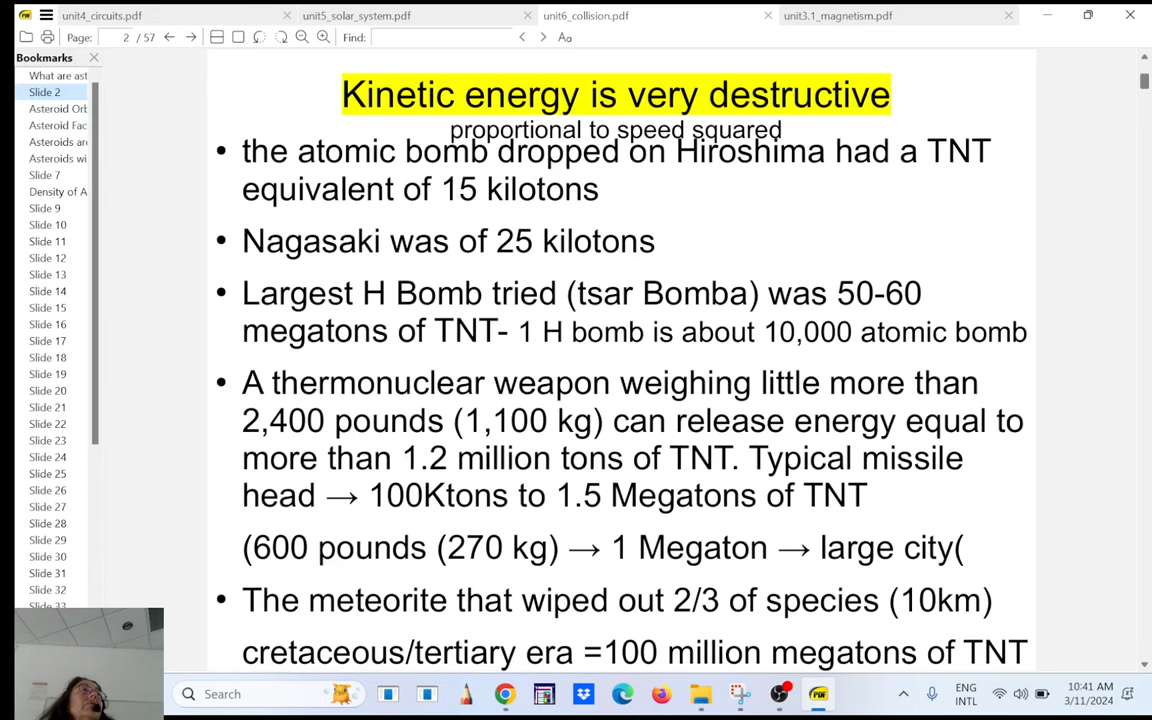 unit4_circuits.pdf
unit5_solar_system.pdf
unit6_collision.pdf
unit3.1_magnetism.pdf
Page: 2 / 57
Find:
Aa
Bookmarks
What are ast
Slide 2
Asteroid Orb
Asteroid Fac
Asteroids are
Asteroids wi
Slide 7
Density of A
Slide 9
Slide 10
Slide 11
Slide 12
Slide 13
Slide 14
Slide 15
Slide 16
Slide 17
Slide 18
Slide 19
Slide 20
Slide 21
Slide 22
Slide 23
Slide 24
Slide 25
Slide 26
Slide 27
Slide 28
Slide 29
Slide 30
Slide 31
Slide 32
Slide 33
Kinetic energy is very destructive
proportional to speed squared
• the atomic bomb dropped on Hiroshima had a TNT
equivalent of 15 kilotons
• Nagasaki was of 25 kilotons
• Largest H Bomb tried (tsar Bomba) was 50-60
megatons of TNT- 1 H bomb is about 10,000 atomic bomb
• A thermonuclear weapon weighing little more than
2,400 pounds (1,100 kg) can release energy equal to
more than 1.2 million tons of TNT. Typical missile
head → 100Ktons to 1.5 Megatons of TNT
(600 pounds (270 kg) → 1 Megaton → large city(
• The meteorite that wiped out 2/3 of species (10km)
cretaceous/tertiary era =100 million megatons of TNT
Search
PDF
ENG
INTL
10:41 AM
3/11/2024